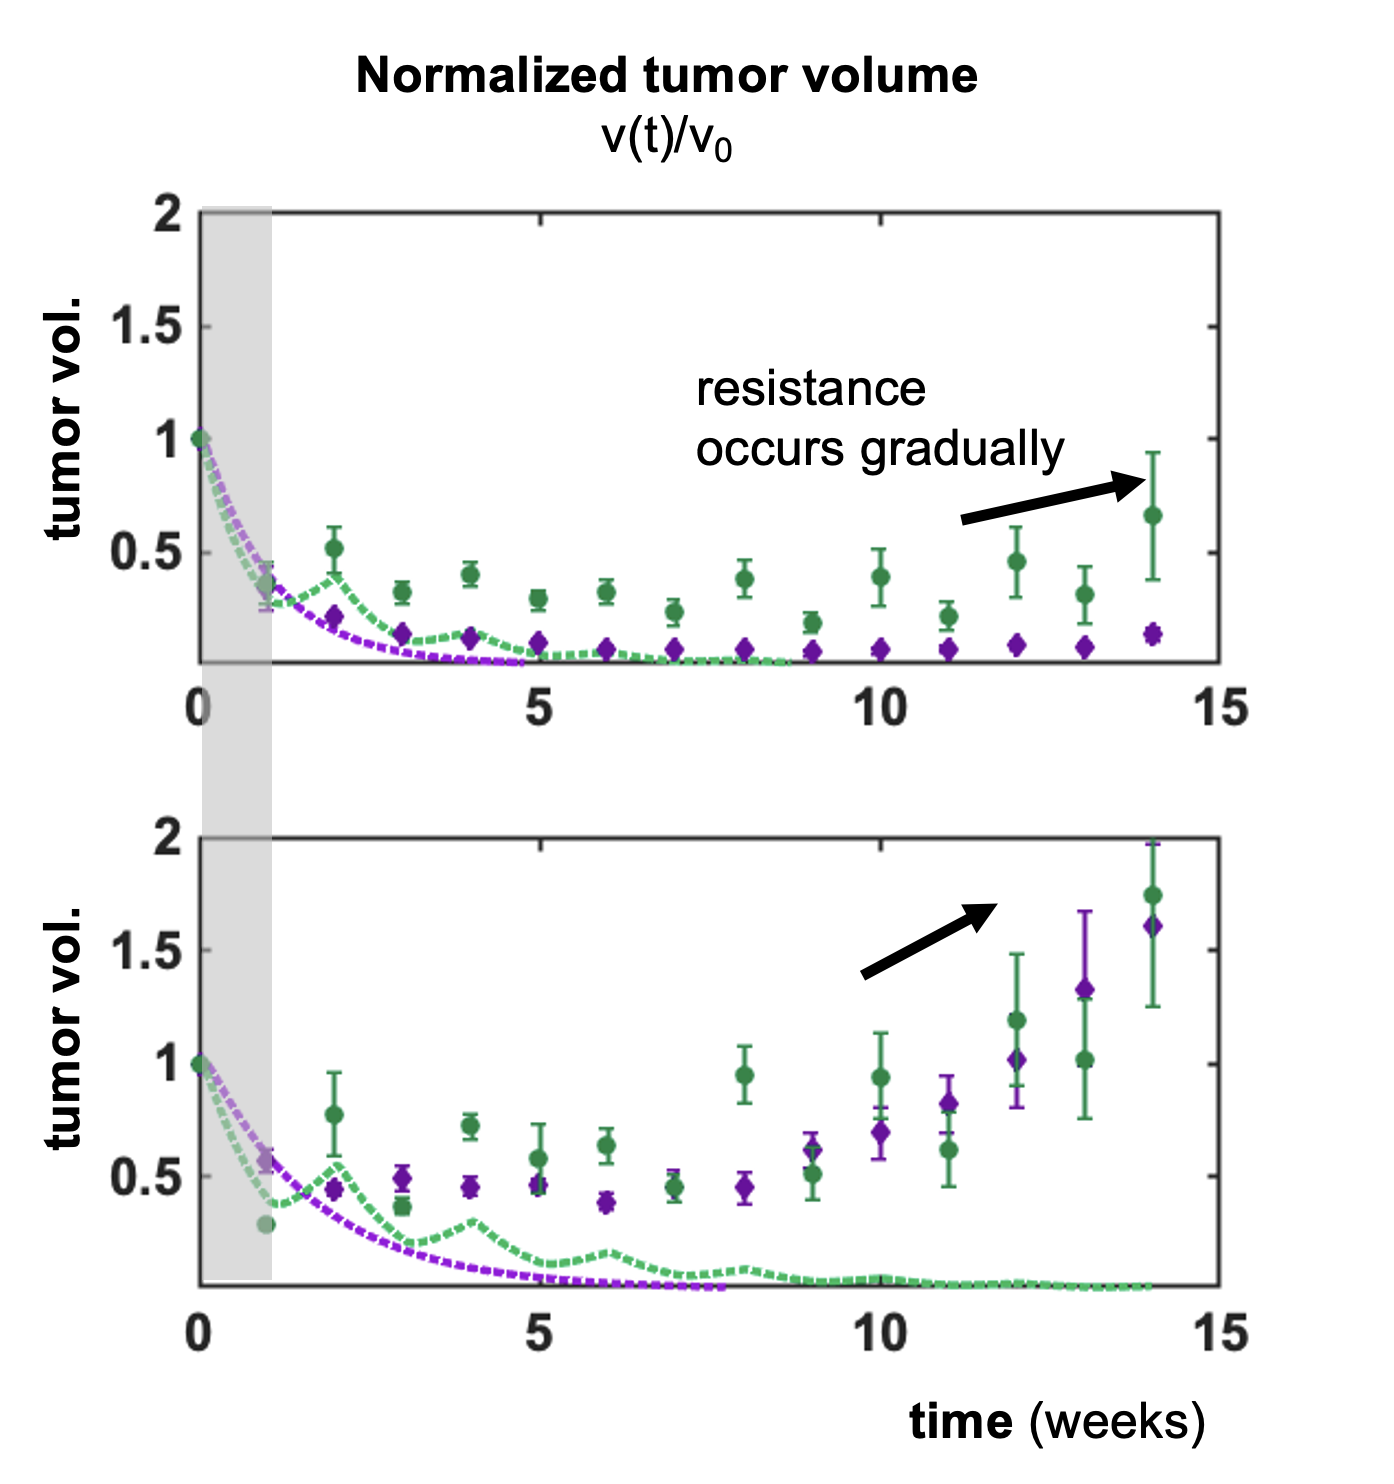 Normalized tumor volume
v(t)/v₀
2
1.5
1
0.5
tumor vol.
resistance
occurs gradually
0 5 10 15
2
1.5
1
0.5
tumor vol.
0 5 10 15
time (weeks)